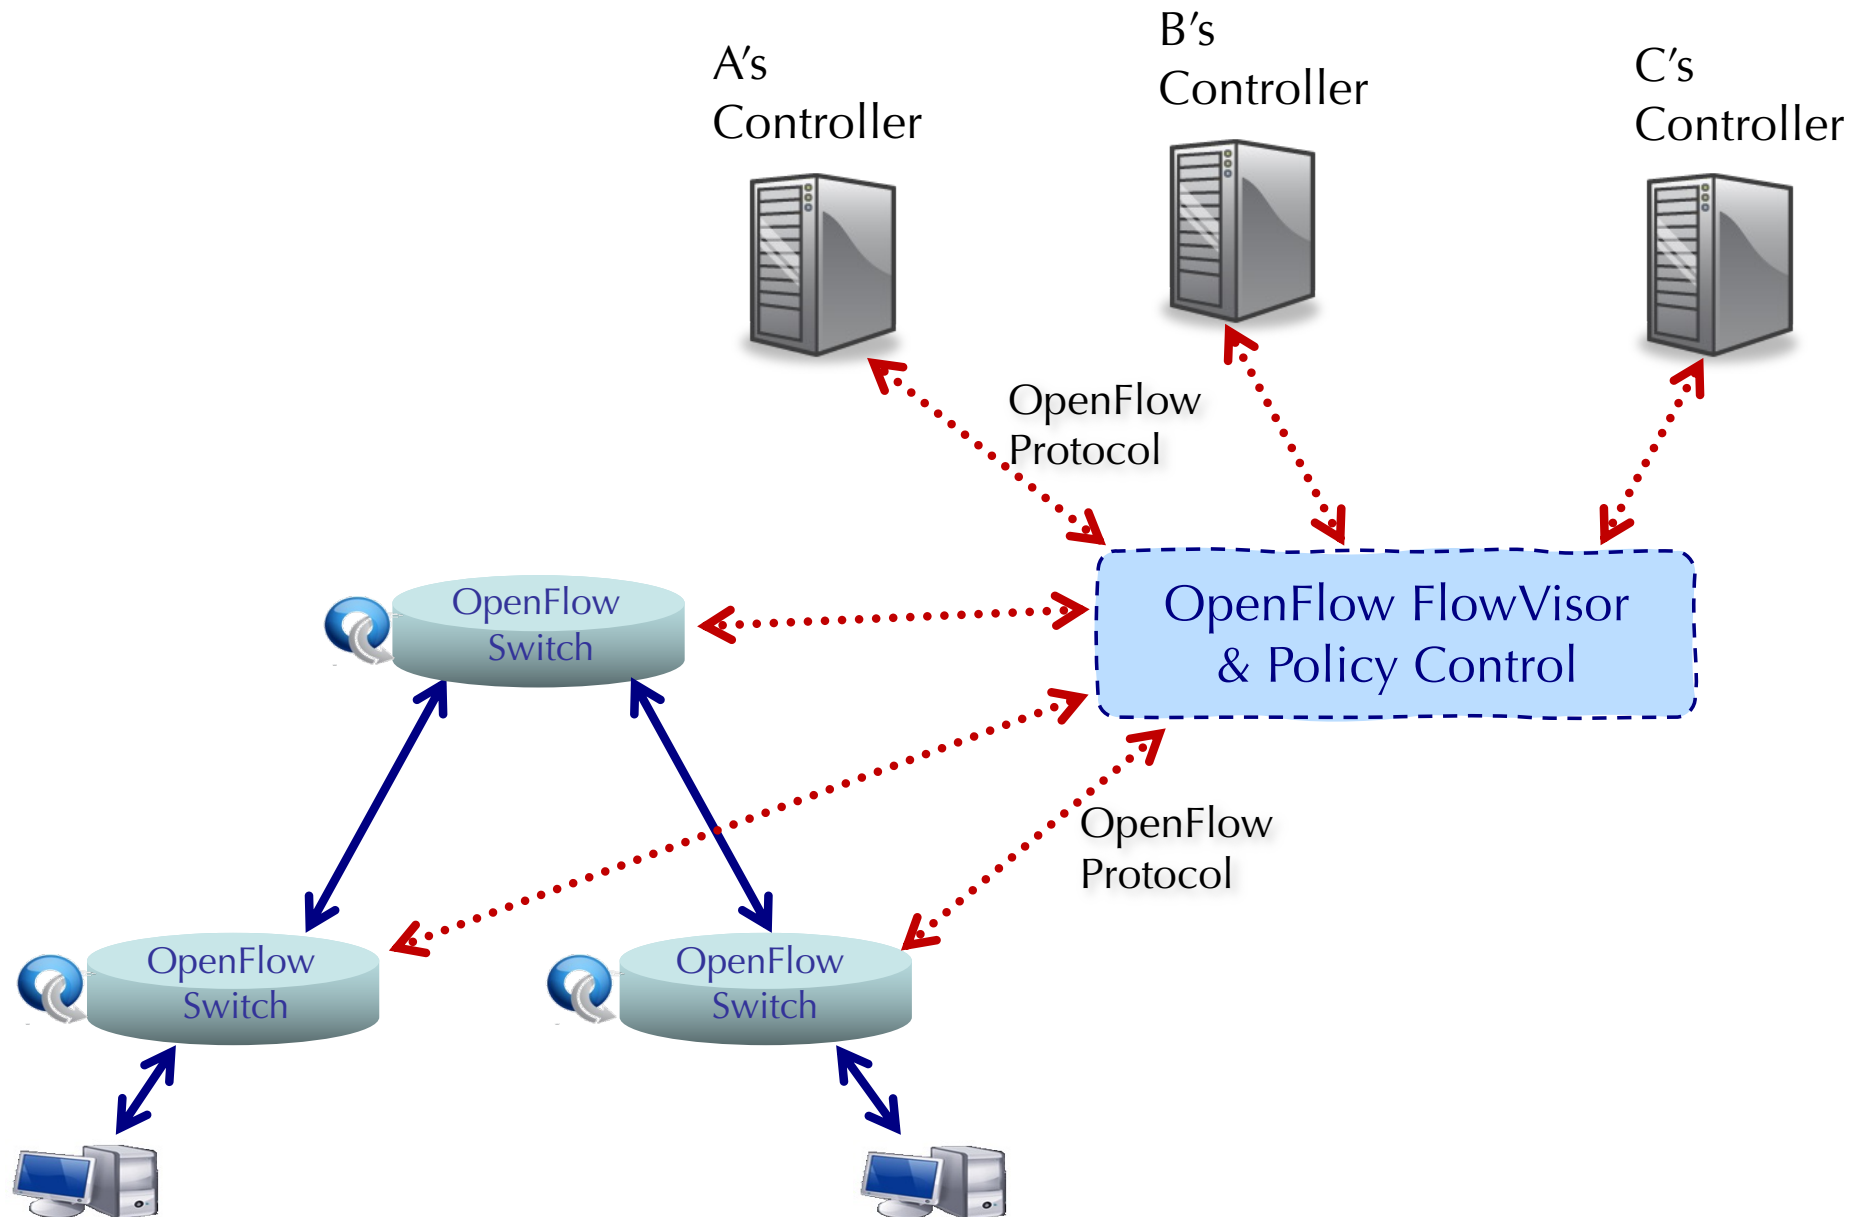 A's
Controller
B's
Controller
C's
Controller
OpenFlow
Protocol
OpenFlow
Switch
OpenFlow FlowVisor
& Policy Control
OpenFlow
Protocol
OpenFlow
Switch
OpenFlow
Switch